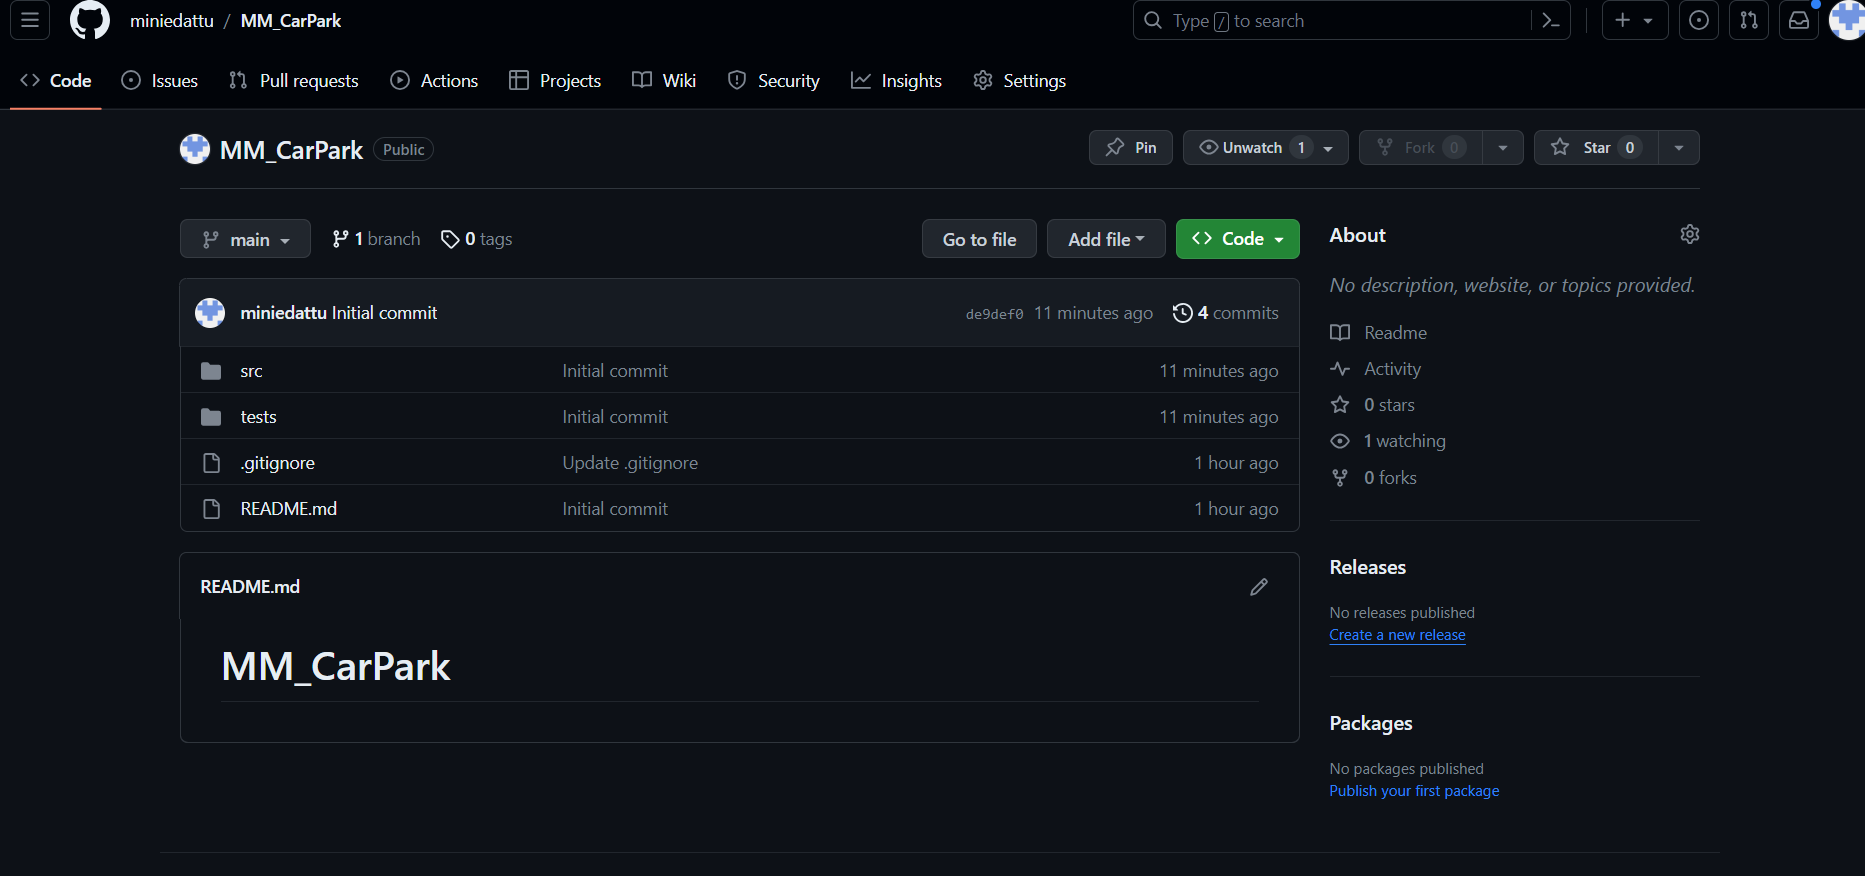 miniedattu / MM_CarPark
Type / to search
Code Issues Pull requests Actions Projects Wiki Security Insights Settings
MM_CarPark Public
Pin Unwatch 1 Fork 0 Star 0
main 1 branch 0 tags Go to file Add file Code
miniedattu Initial commit de9def0 11 minutes ago 4 commits
src Initial commit 11 minutes ago
tests Initial commit 11 minutes ago
.gitignore Update .gitignore 1 hour ago
README.md Initial commit 1 hour ago
README.md
MM_CarPark
About
No description, website, or topics provided.
Readme
Activity
0 stars
1 watching
0 forks
Releases
No releases published
Create a new release
Packages
No packages published
Publish your first package